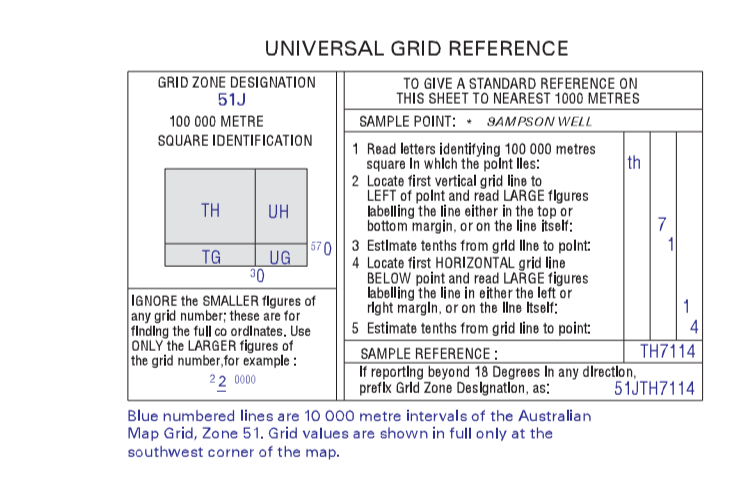 UNIVERSAL GRID REFERENCE
GRID ZONE DESIGNATION
51J
100 000 METRE
SQUARE IDENTIFICATION
TH UH
TG UG
570
30
IGNORE the SMALLER figures of
any grid number; these are for
finding the full co ordinates. Use
ONLY the LARGER figures of
the grid number,for example :
22 0000
TO GIVE A STANDARD REFERENCE ON
THIS SHEET TO NEAREST 1000 METRES
SAMPLE POINT: • SAMPSON WELL
1 Read letters identifying 100 000 metres
square in which the point lies:
th
2 Locate first vertical grid line to
LEFT of point and read LARGE figures
labelling the line either in the top or
bottom margin, or on the line itself:
7
3 Estimate tenths from grid line to point:
1
4 Locate first HORIZONTAL grid line
BELOW point and read LARGE figures
labelling the line in either the left or
right margin, or on the line itself:
1
5 Estimate tenths from grid line to point:
4
SAMPLE REFERENCE :
TH7114
If reporting beyond 18 Degrees in any direction,
prefix Grid Zone Designation, as:
51JTH7114
Blue numbered lines are 10 000 metre intervals of the Australian
Map Grid, Zone 51. Grid values are shown in full only at the
southwest corner of the map.